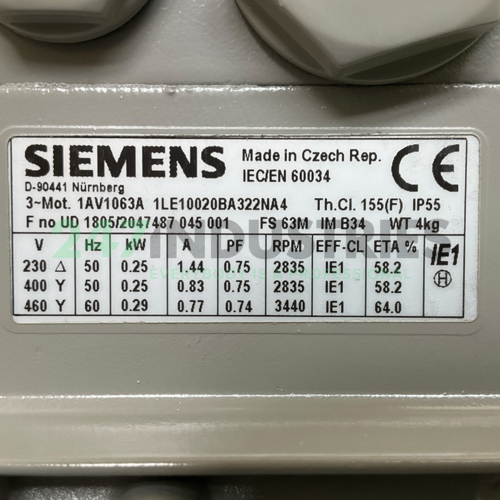 SIEMENS
Made in Czech Rep.
CE
D-90441 Nürnberg
IEC/EN 60034
3~Mot. 1AV1063A 1LE10020BA322NA4 Th.Cl. 155(F) IP55
F no UD 1805/2047487 045 001 FS 63M IM B34 WT 4kg
V Hz kW A PF RPM EFF-CL ETA % IE1
230 Δ 50 0.25 1.44 0.75 2835 IE1 58.2
400 Y 50 0.25 0.83 0.75 2835 IE1 58.2
460 Y 60 0.29 0.77 0.74 3440 IE1 64.0
H
247 INDUSTRIES